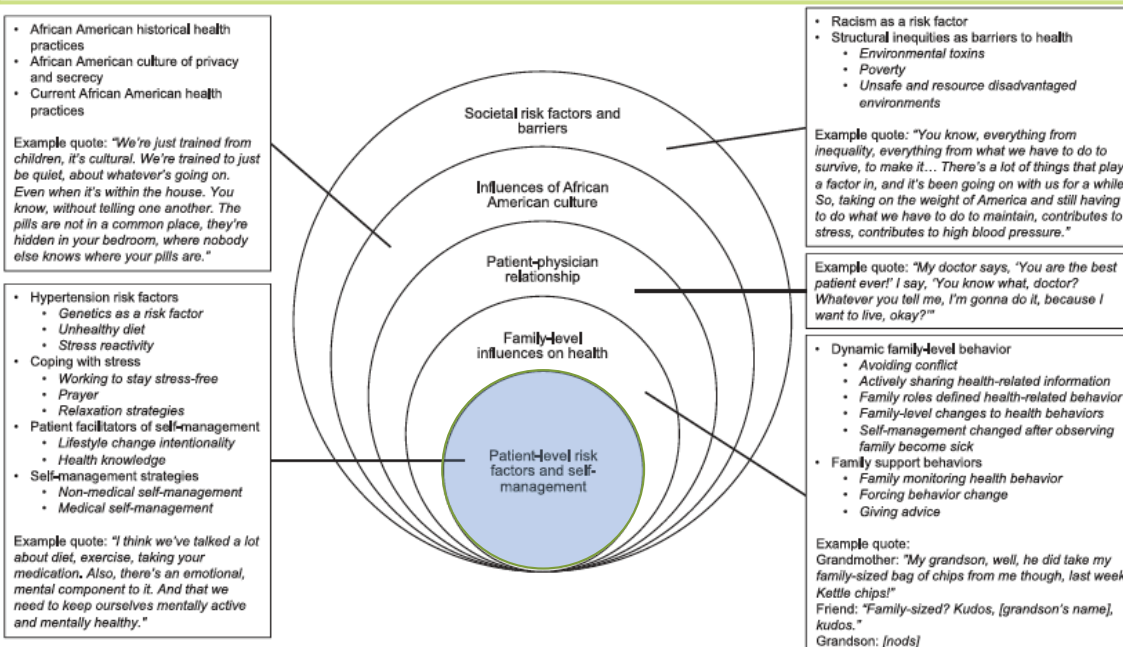 • African American historical health
practices
• African American culture of privacy
and secrecy
• Current African American health
practices
Example quote: "We're just trained from
children, it's cultural. We're trained to just
be quiet, about whatever's going on.
Even when it's within the house. You
know, without telling one another. The
pills are not in a common place, they're
hidden in your bedroom, where nobody
else knows where your pills are."
• Hypertension risk factors
• Genetics as a risk factor
• Unhealthy diet
• Stress reactivity
• Coping with stress
• Working to stay stress-free
• Prayer
• Relaxation strategies
• Patient facilitators of self-management
• Lifestyle change intentionality
• Health knowledge
• Self-management strategies
• Non-medical self-management
• Medical self-management
Example quote: "I think we've talked a lot
about diet, exercise, taking your
medication. Also, there's an emotional,
mental component to it. And that we
need to keep ourselves mentally active
and mentally healthy."
Societal risk factors and
barriers
Influences of African
American culture
Patient-physician
relationship
Family-level
influences on health
Patient-level risk
factors and self-
management
• Racism as a risk factor
• Structural inequities as barriers to health
• Environmental toxins
• Poverty
• Unsafe and resource disadvantaged
environments
Example quote: "You know, everything from
inequality, everything from what we have to do to
survive, to make it… There's a lot of things that play
a factor in, and it's been going on with us for a while
So, taking on the weight of America and still having
to do what we have to do to maintain, contributes to
stress, contributes to high blood pressure."
Example quote: "My doctor says, 'You are the best
patient ever!' I say, 'You know what, doctor?
Whatever you tell me, I'm gonna do it, because I
want to live, okay?'"
• Dynamic family-level behavior
• Avoiding conflict
• Actively sharing health-related information
• Family roles defined health-related behavior
• Family-level changes to health behaviors
• Self-management changed after observing
family become sick
• Family support behaviors
• Family monitoring health behavior
• Forcing behavior change
• Giving advice
Example quote:
Grandmother: "My grandson, well, he did take my
family-sized bag of chips from me though, last week
Kettle chips!"
Friend: "Family-sized? Kudos, [grandson's name],
kudos."
Grandson: [nods]